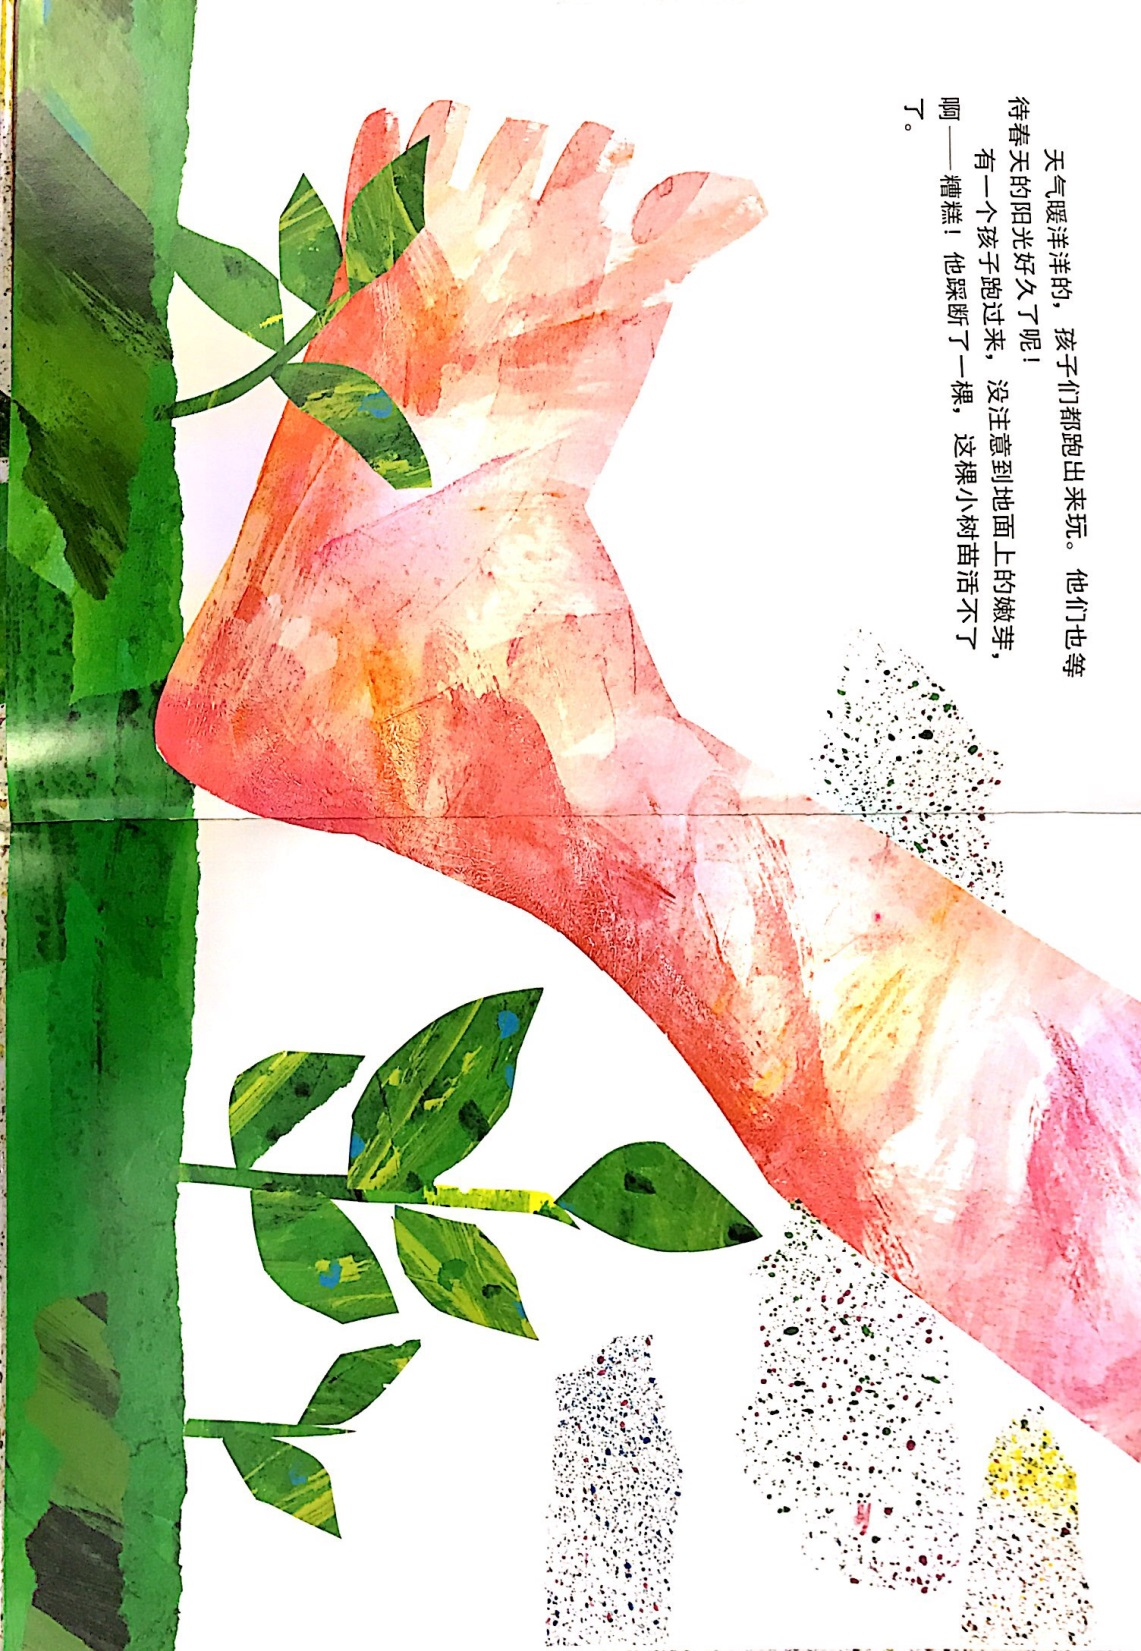 天气暖洋洋的，孩子们都跑出来玩。他们也等
待春天的阳光好久了呢！
有一个孩子跑过来，没注意到地面上的嫩芽，
啊——糟糕！他踩断了一棵，这棵小树苗活不了
了。